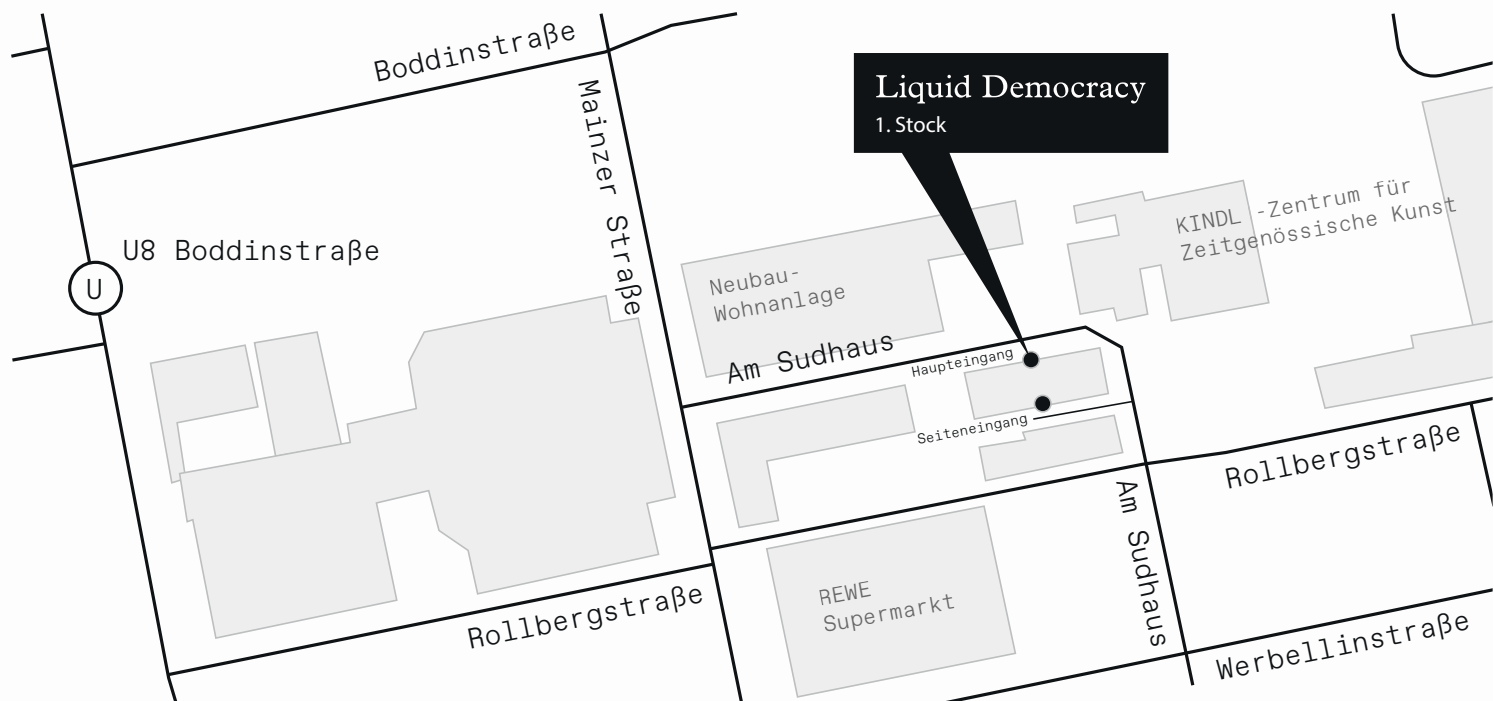 Boddinstraße
Mainzer Straße
Liquid Democracy
1. Stock
U8 Boddinstraße
U
KINDL -Zentrum für
Zeitgenössische Kunst
Neubau-
Wohnanlage
Am Sudhaus
Haupteingang
Seiteneingang
Rollbergstraße
Am Sudhaus
REWE
Supermarkt
Rollbergstraße
Werbellinstraße